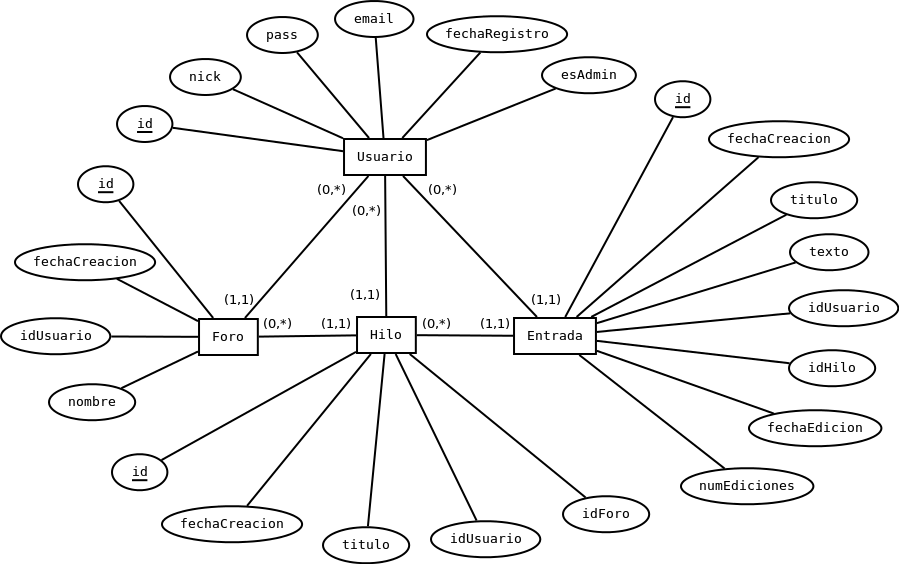 email
pass
fechaRegistro
nick
esAdmin
id
id
fechaCreacion
Usuario
id
(0,*)
(0,*)
(0,*)
titulo
texto
fechaCreacion
(1,1)
(1,1)
(1,1)
idUsuario
idUsuario
Foro
(0,*)
(1,1)
Hilo
(0,*)
(1,1)
Entrada
idHilo
nombre
fechaEdicion
id
numEdiciones
fechaCreacion
idForo
titulo
idUsuario